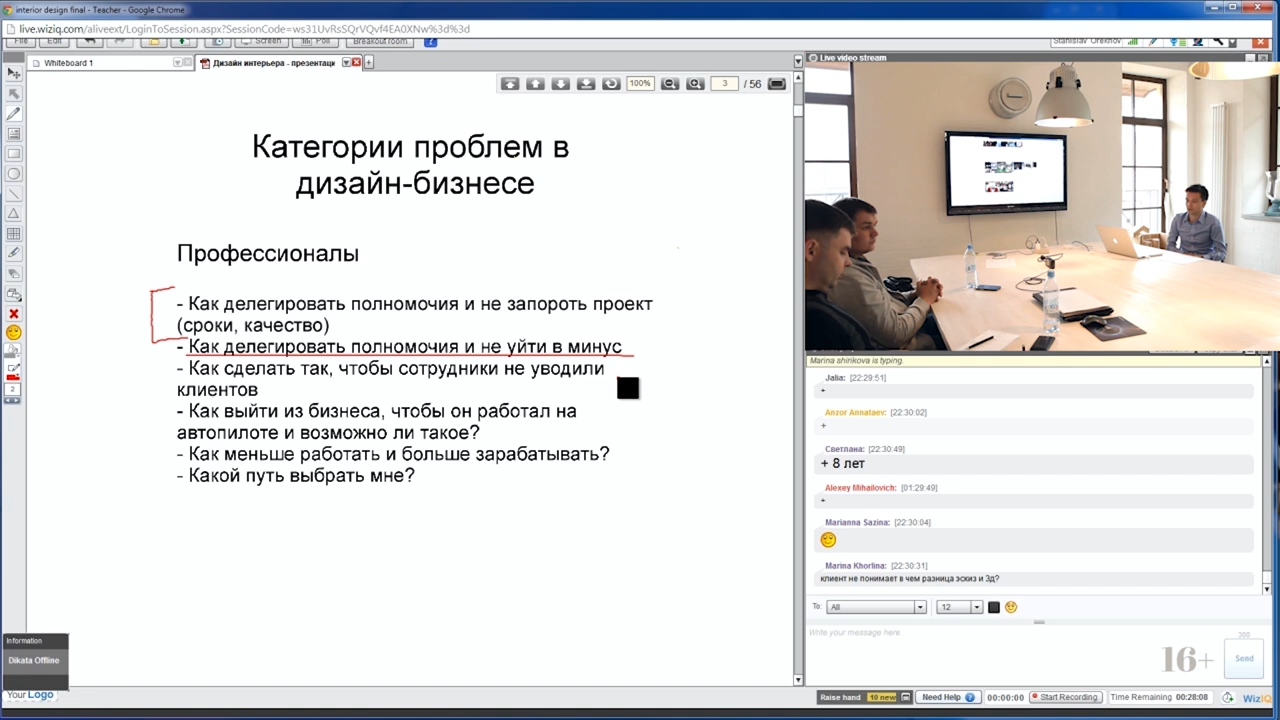 interior design final - Teacher - Google Chrome
live.wiziq.com/aliveext/LoginToSession.aspx?SessionCode=ws31UvRsSQrVQvf4EA0XNw%3d%3d
File Edit Screen Poll Breakout room ? Stanislav Orekhov
Whiteboard 1
Дизайн интерьера - презентаци
100% 3 / 56
Категории проблем в
дизайн-бизнесе
Профессионалы
- Как делегировать полномочия и не запороть проект
(сроки, качество)
- Как делегировать полномочия и не уйти в минус
- Как сделать так, чтобы сотрудники не уводили
клиентов
- Как выйти из бизнеса, чтобы он работал на
автопилоте и возможно ли такое?
- Как меньше работать и больше зарабатывать?
- Какой путь выбрать мне?
2
Information
Dikata Offline
Your Logo
Live video stream
Marina shirikova is typing.
Jalia: [22:29:51]
+
Anzor Annataev: [22:30:02]
+
Светлана: [22:30:49]
+ 8 лет
Alexey Mihailovich: [01:29:49]
+
Marianna Sazina: [22:30:04]
Marina Khorlina: [22:30:31]
клиент не понимает в чем разница эскиз и 3д?
To: All 12
Write your message here
200
16+
Send
Raise hand 10 new Need Help ? 00:00:00 Start Recording Time Remaining 00:28:08 WiziQ